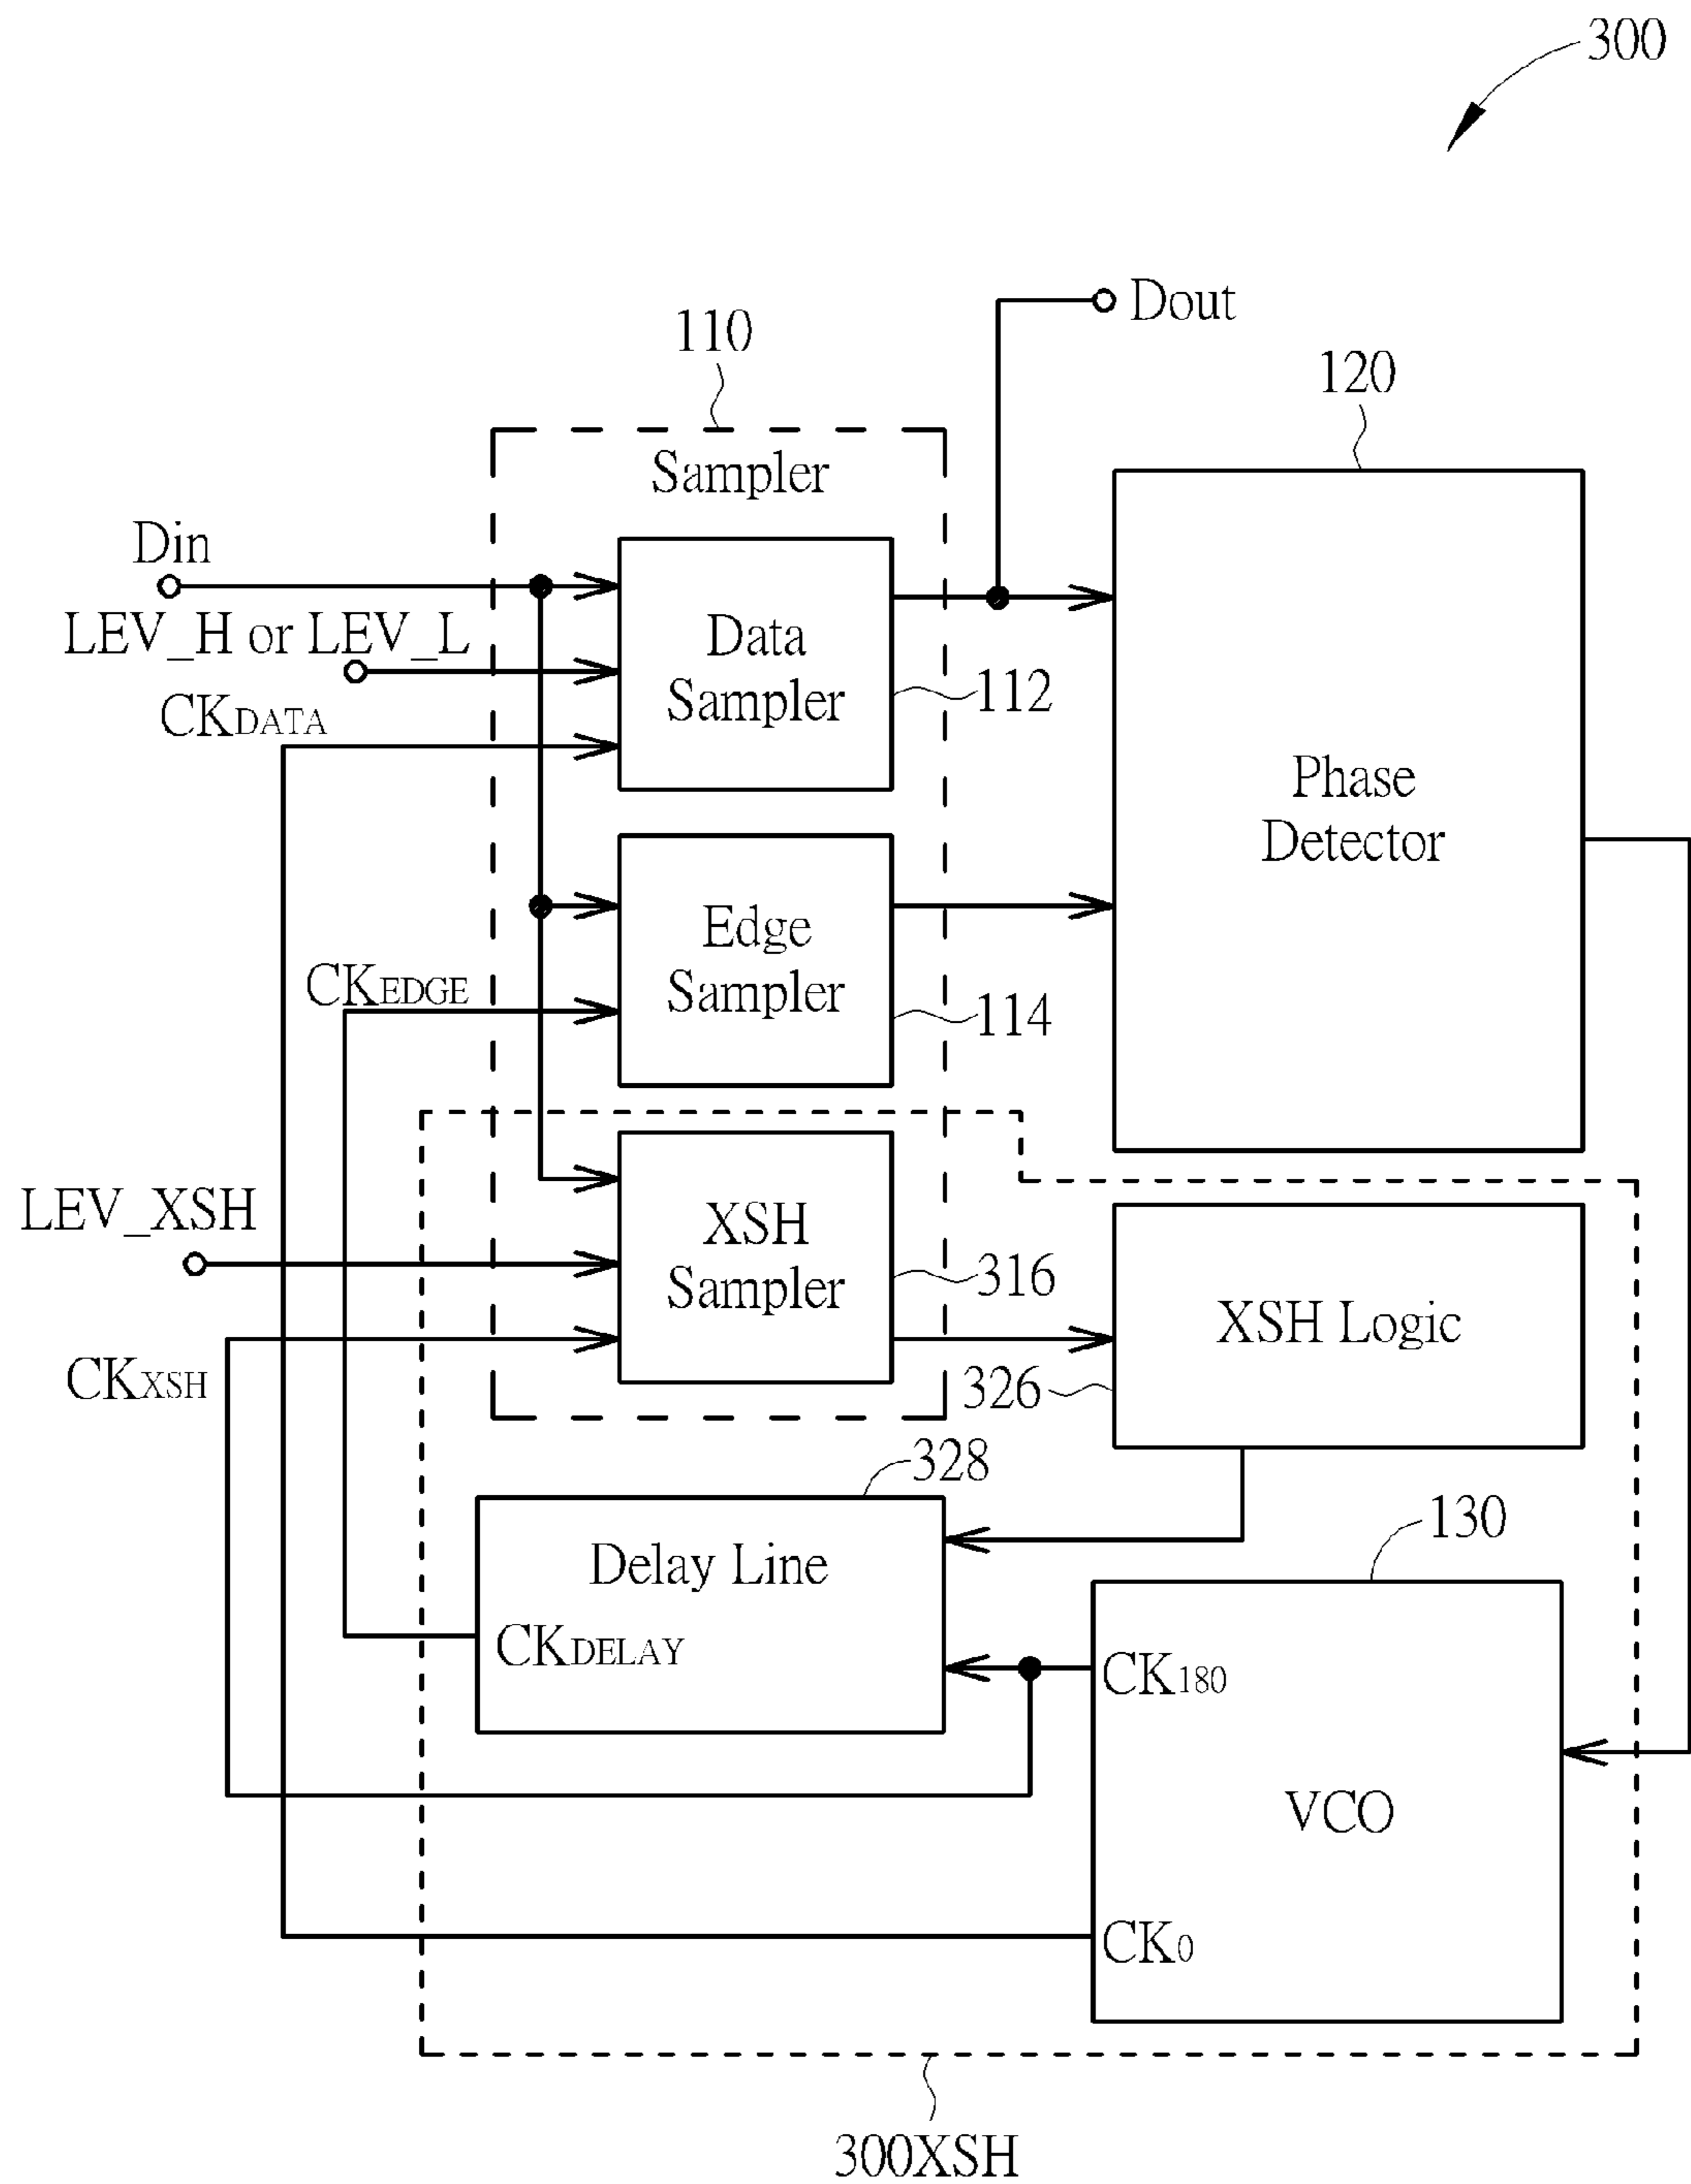 300
Dout
110
120
Sampler
Din
LEV_H or LEV_L
Data
Sampler
112
CKDATA
Phase
Detector
Edge
Sampler
CKEDGE
114
LEV_XSH
XSH
Sampler
316
XSH Logic
CKXSH
326
328
130
Delay Line
CKDELAY
CK180
VCO
CK0
300XSH